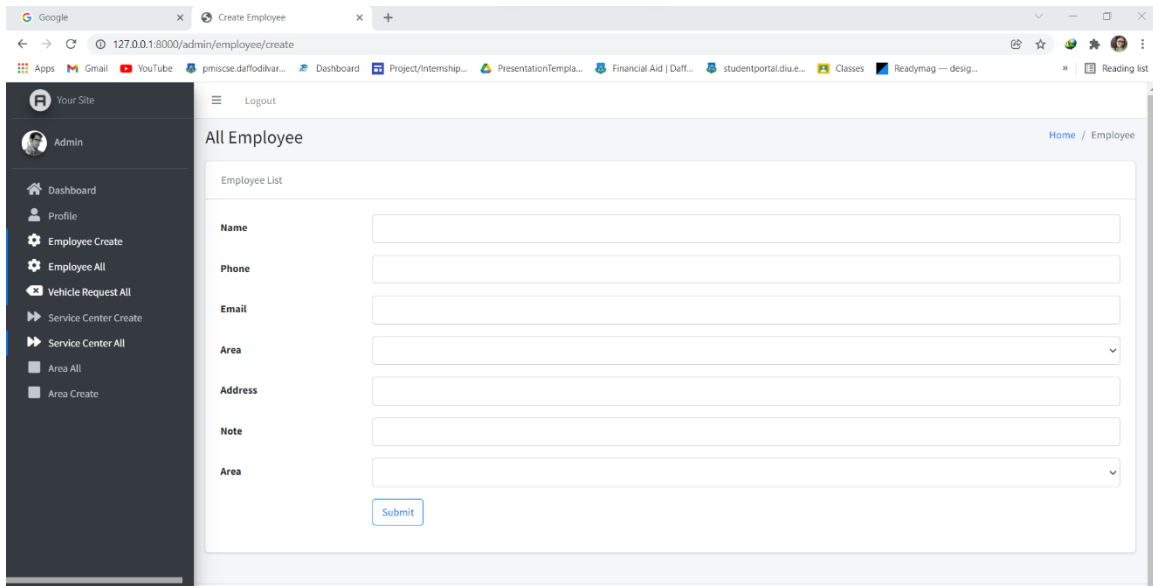 Google
Create Employee
127.0.0.1:8000/admin/employee/create
Apps Gmail YouTube pmiscse.daffodilvar... Dashboard Project/Internship... PresentationTempla... Financial Aid | Daff... studentportal.diu.e... Classes Readymag — desig... » Reading list
Your Site
Logout
Admin
All Employee
Home / Employee
Dashboard
Profile
Employee Create
Employee All
Vehicle Request All
Service Center Create
Service Center All
Area All
Area Create
Employee List
Name
Phone
Email
Area
Address
Note
Area
Submit